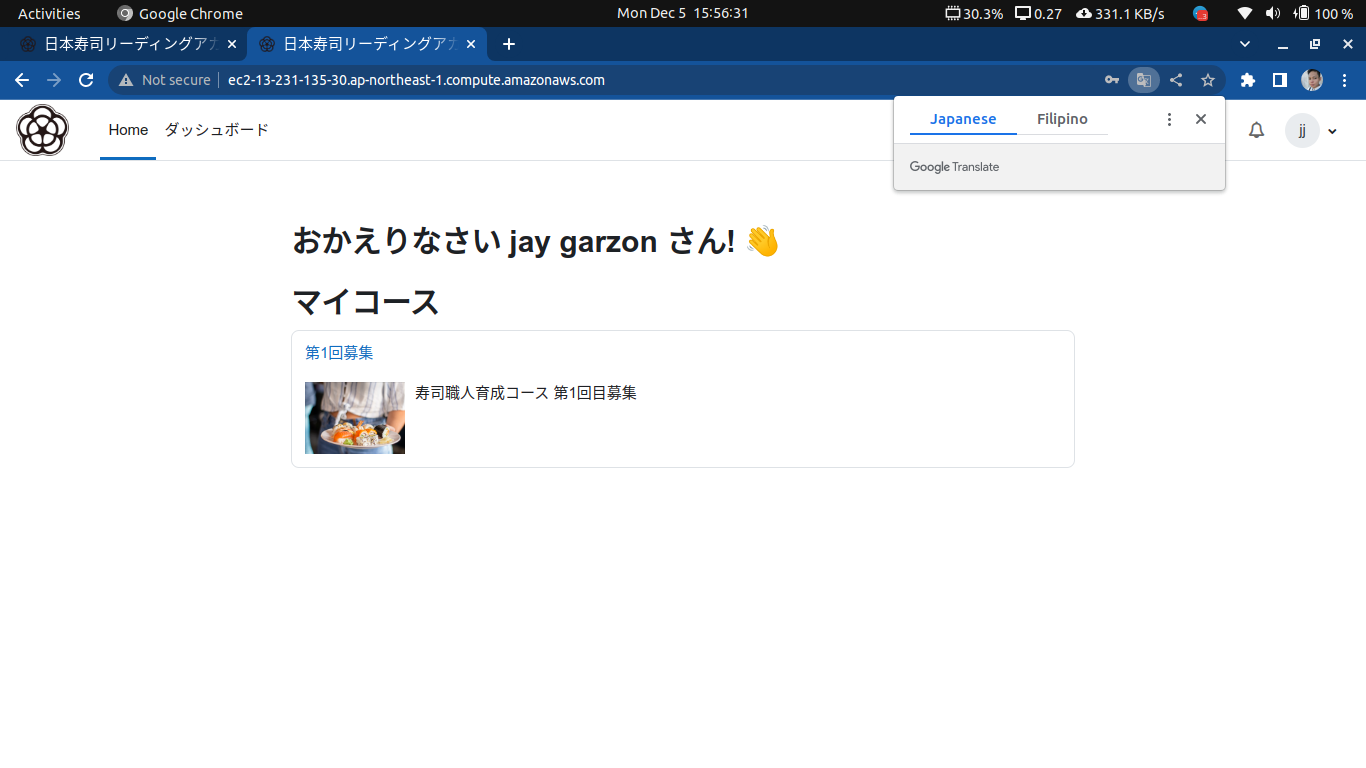 Activities Google Chrome Mon Dec 5 15:56:31 30.3% 0.27 331.1 KB/s 3 100 %
日本寿司リーディングアカ 日本寿司リーディングアカ
Not secure ec2-13-231-135-30.ap-northeast-1.compute.amazonaws.com
Japanese Filipino
Google Translate
Home ダッシュボード jj
おかえりなさい jay garzon さん! 👋
マイコース
第1回募集
寿司職人育成コース 第1回目募集